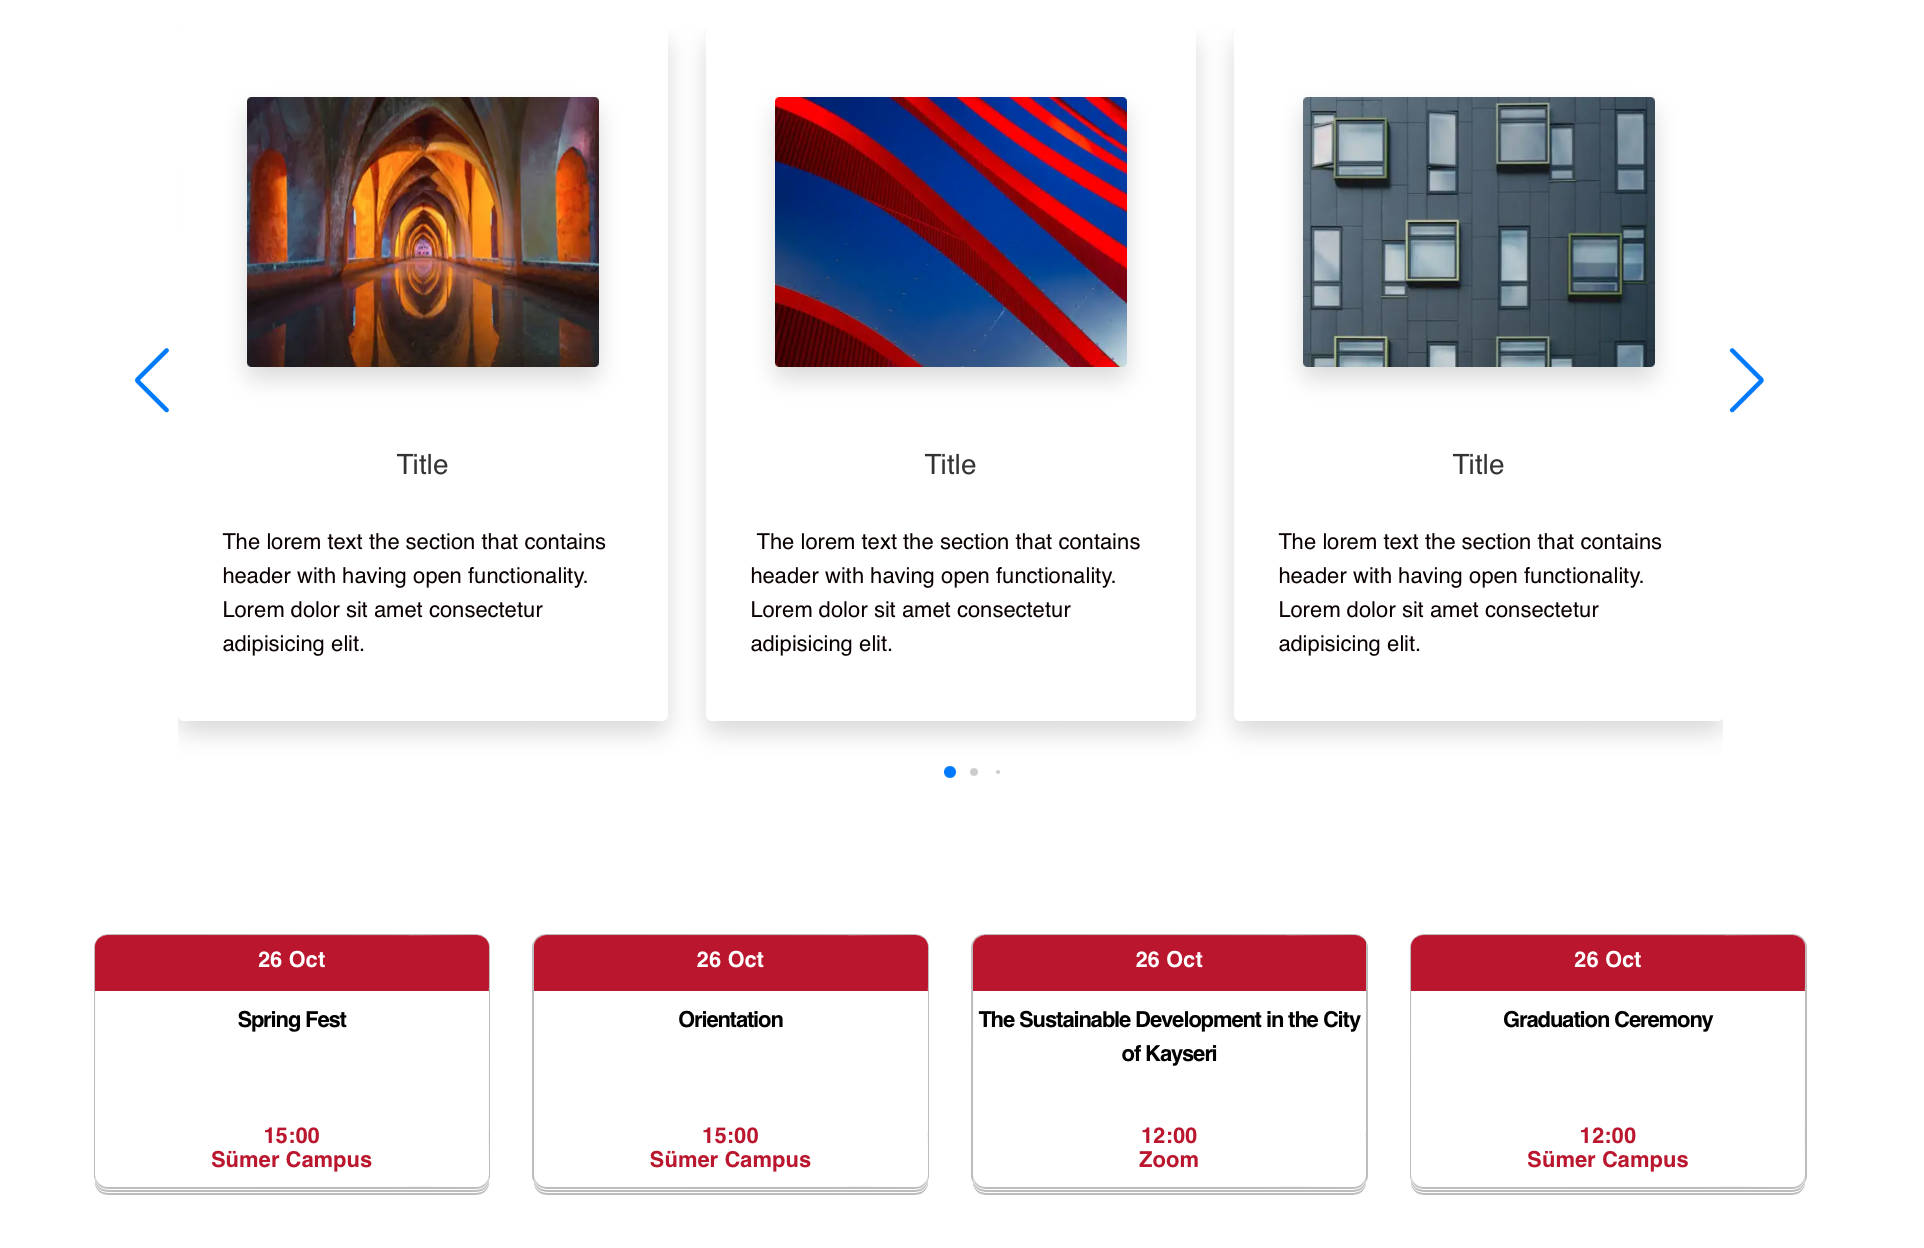 Title
The lorem text the section that contains
header with having open functionality.
Lorem dolor sit amet consectetur
adipisicing elit.
Title
The lorem text the section that contains
header with having open functionality.
Lorem dolor sit amet consectetur
adipisicing elit.
Title
The lorem text the section that contains
header with having open functionality.
Lorem dolor sit amet consectetur
adipisicing elit.
26 Oct
Spring Fest
15:00
Sümer Campus
26 Oct
Orientation
15:00
Sümer Campus
26 Oct
The Sustainable Development in the City
of Kayseri
12:00
Zoom
26 Oct
Graduation Ceremony
12:00
Sümer Campus